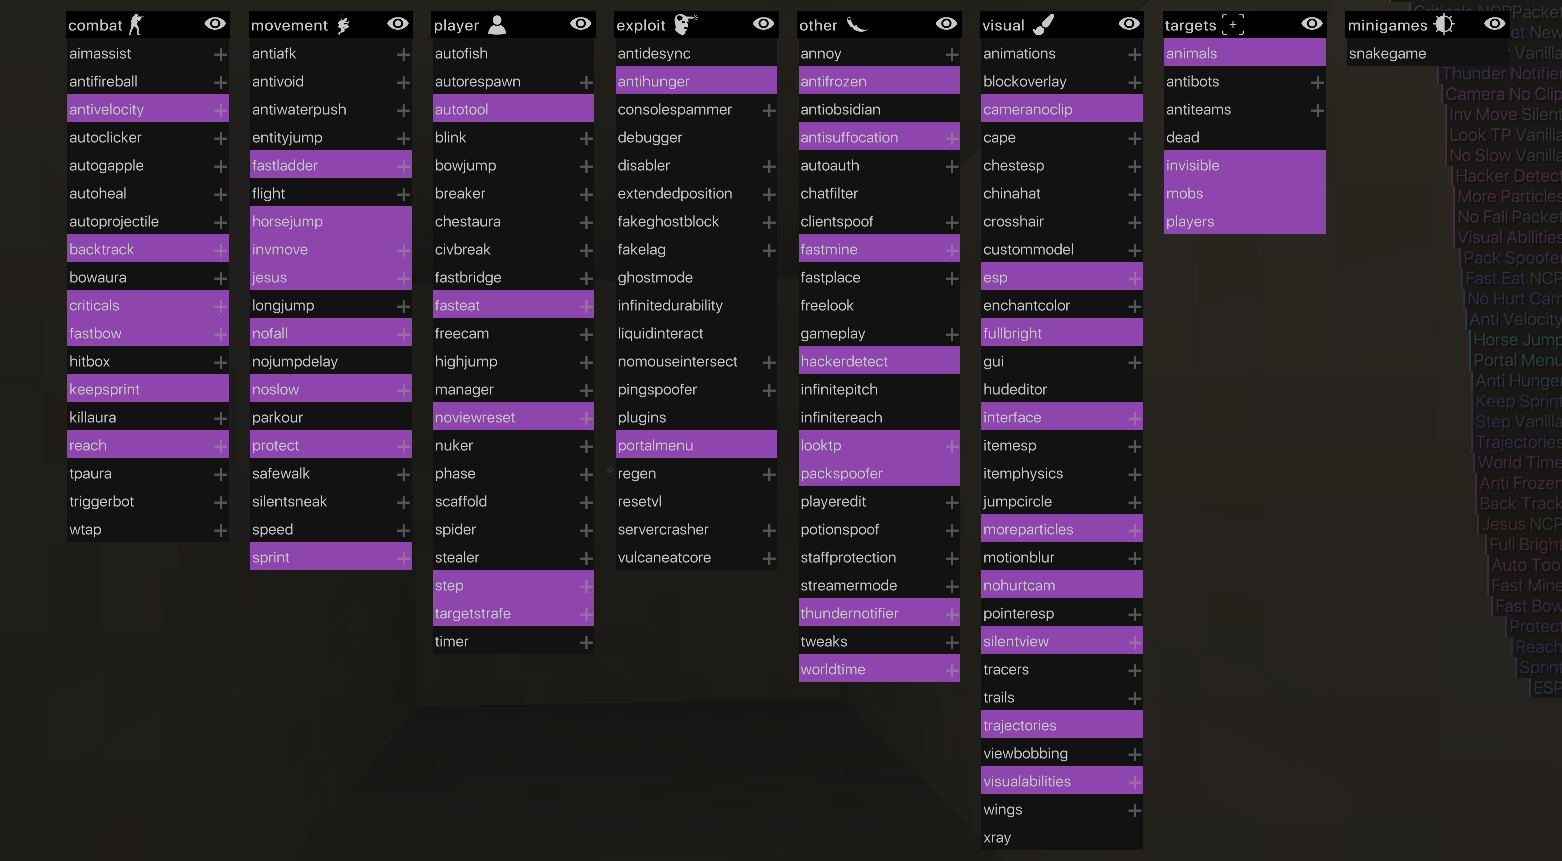 combat
aimassist
antifireball
antivelocity
autoclicker
autogapple
autoheal
autoprojectile
backtrack
bowaura
criticals
fastbow
hitbox
keepsprint
killaura
reach
tpaura
triggerbot
wtap
movement
antiafk
antivoid
antiwaterpush
entityjump
fastladder
flight
horsejump
invmove
jesus
longjump
nofall
nojumpdelay
noslow
parkour
protect
safewalk
silentsneak
speed
sprint
player
autofish
autorespawn
autotool
blink
bowjump
breaker
chestaura
civbreak
fastbridge
fasteat
freecam
highjump
manager
noviewreset
nuker
phase
scaffold
spider
stealer
step
targetstrafe
timer
exploit
antidesync
antihunger
consolespammer
debugger
disabler
extendedposition
fakeghostblock
fakelag
ghostmode
infinitedurability
liquidinteract
nomouseintersect
pingspoofer
plugins
portalmenu
regen
resetvl
servercrasher
vulcaneatcore
other
annoy
antifrozen
antiobsidian
antisuffocation
autoauth
chatfilter
clientspoof
fastmine
fastplace
freelook
gameplay
hackerdetect
infinitepitch
infinitereach
looktp
packspoofer
playeredit
potionspoof
staffprotection
streamermode
thundernotifier
tweaks
worldtime
visual
animations
blockoverlay
cameranoclip
cape
chestesp
chinahat
crosshair
custommodel
esp
enchantcolor
fullbright
gui
hudeditor
interface
itemesp
itemphysics
jumpcircle
moreparticles
motionblur
nohurtcam
pointeresp
silentview
tracers
trails
trajectories
viewbobbing
visualabilities
wings
xray
targets
animals
antibots
antiteams
dead
invisible
mobs
players
minigames
snakegame
Thunder Notifier
Camera No Clip
Inv Move Silent
Look TP Vanilla
No Slow Vanilla
Hacker Detect
More Particles
No Fall Packet
Visual Abilities
Pack Spoofer
Fast Eat NCP
No Hurt Cam
Anti Velocity
Horse Jump
Portal Menu
Anti Hunger
Keep Sprint
Step Vanilla
Trajectories
World Time
Anti Frozen
Back Track
Jesus NCP
Full Bright
Auto Tool
Fast Mine
Fast Bow
Protect
Reach
Sprint
ESP